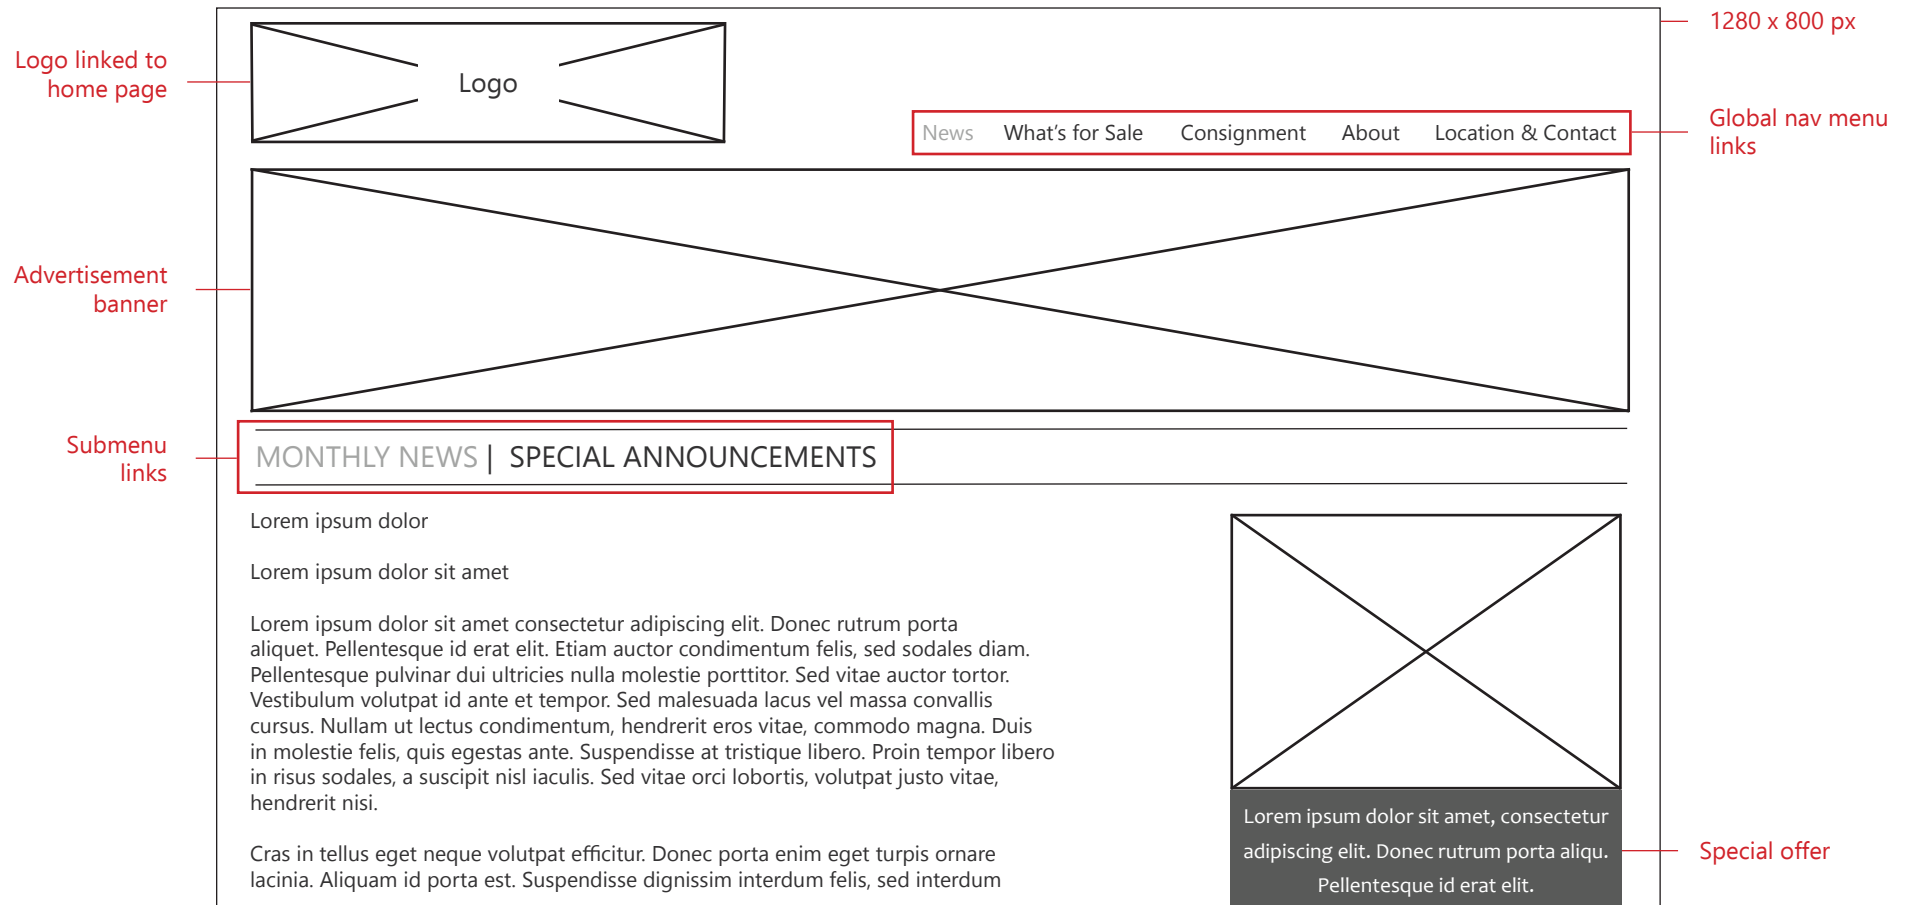 1280 x 800 px
Logo linked to
home page
Logo
Global nav menu
links
News What's for Sale Consignment About Location & Contact
Advertisement
banner
Submenu
links
MONTHLY NEWS | SPECIAL ANNOUNCEMENTS
Lorem ipsum dolor
Lorem ipsum dolor sit amet
Lorem ipsum dolor sit amet consectetur adipiscing elit. Donec rutrum porta
aliquet. Pellentesque id erat elit. Etiam auctor condimentum felis, sed sodales diam.
Pellentesque pulvinar dui ultricies nulla molestie porttitor. Sed vitae auctor tortor.
Vestibulum volutpat id ante et tempor. Sed malesuada lacus vel massa convallis
cursus. Nullam ut lectus condimentum, hendrerit eros vitae, commodo magna. Duis
in molestie felis, quis egestas ante. Suspendisse at tristique libero. Proin tempor libero
in risus sodales, a suscipit nisl iaculis. Sed vitae orci lobortis, volutpat justo vitae,
hendrerit nisi.
Cras in tellus eget neque volutpat efficitur. Donec porta enim eget turpis ornare
lacinia. Aliquam id porta est. Suspendisse dignissim interdum felis, sed interdum
Lorem ipsum dolor sit amet, consectetur
adipiscing elit. Donec rutrum porta aliqu.
Pellentesque id erat elit.
Special offer